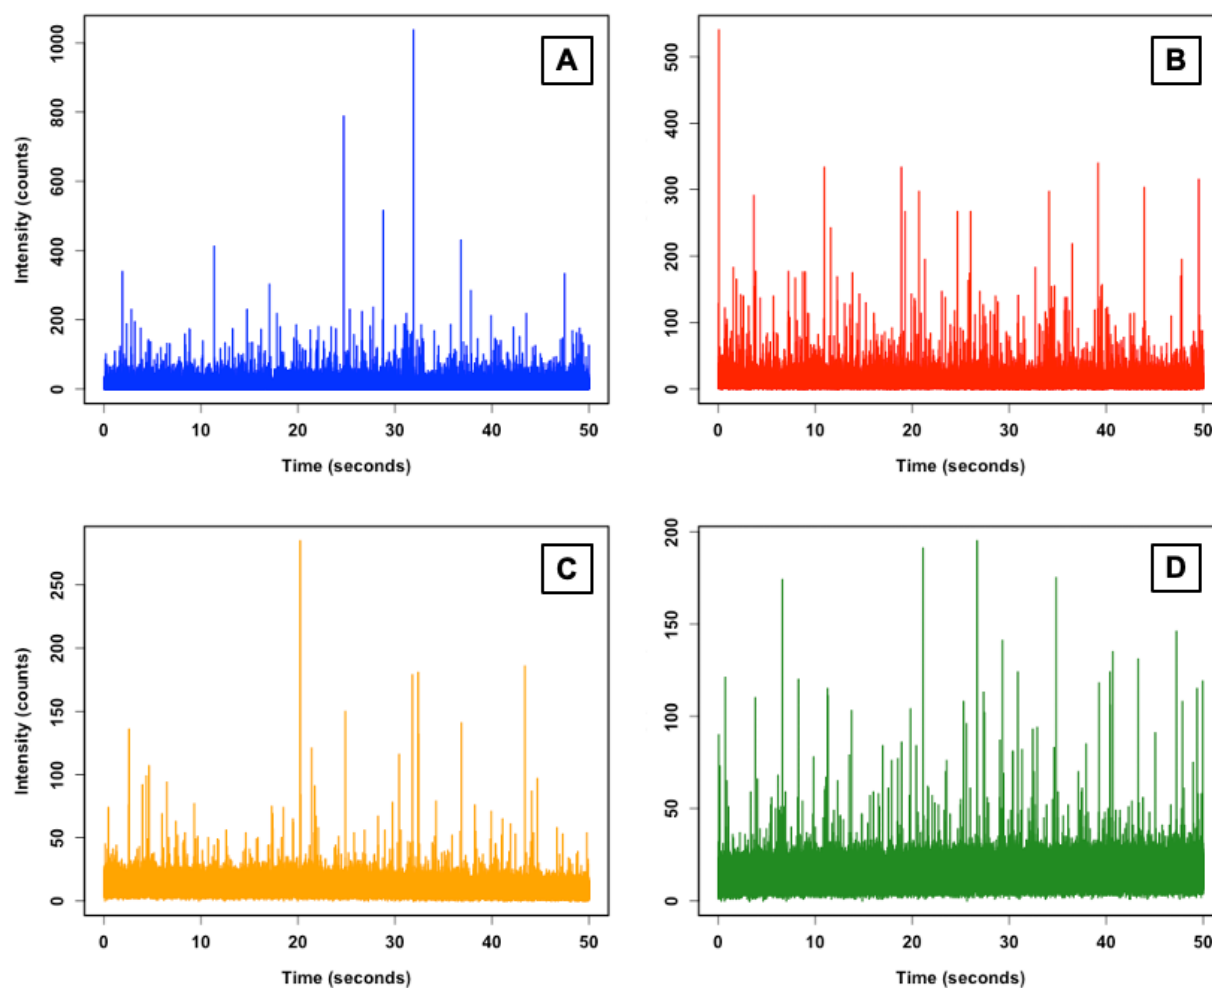 A
Intensity (counts)
0 200 400 600 800 1000
0 10 20 30 40 50
Time (seconds)
B
0 100 200 300 400 500
0 10 20 30 40 50
Time (seconds)
C
Intensity (counts)
0 50 100 150 200 250
0 10 20 30 40 50
Time (seconds)
D
0 50 100 150 200
0 10 20 30 40 50
Time (seconds)